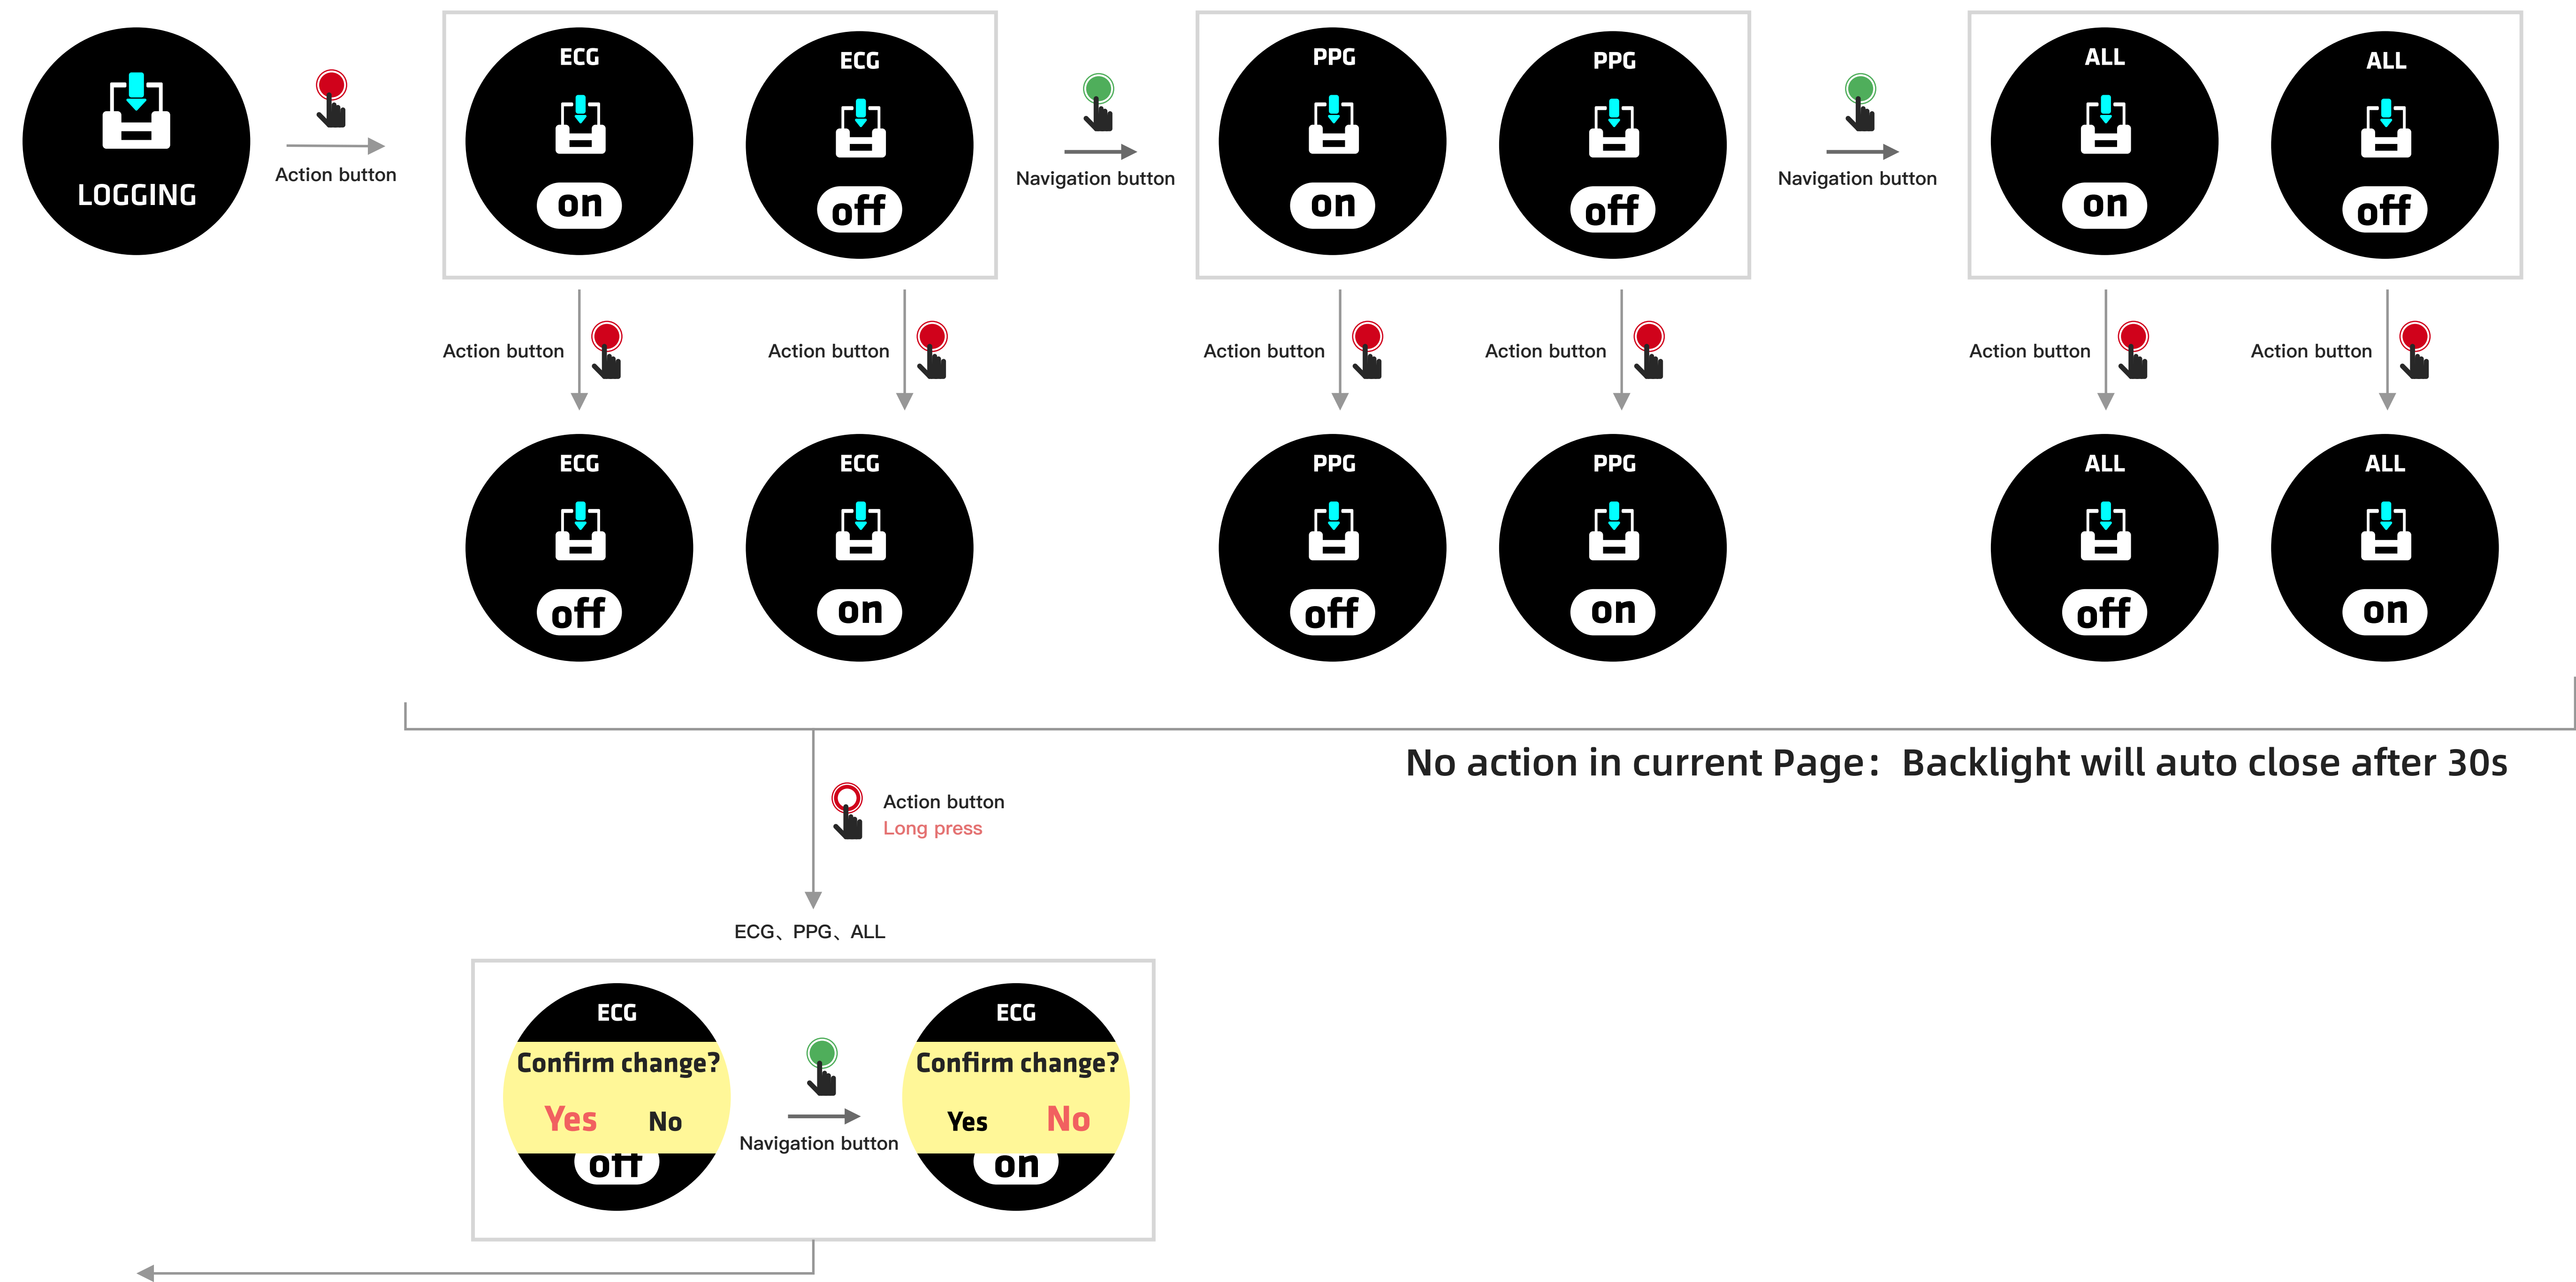 LOGGING
Action button
ECG
on
ECG
off
Navigation button
PPG
on
PPG
off
Navigation button
ALL
on
ALL
off
Action button
Action button
Action button
Action button
Action button
Action button
ECG
off
ECG
on
PPG
off
PPG
on
ALL
off
ALL
on
No action in current Page：Backlight will auto close after 30s
Action button
Long press
ECG、PPG、ALL
ECG
Confirm change?
Yes No
off
Navigation button
ECG
Confirm change?
Yes No
on